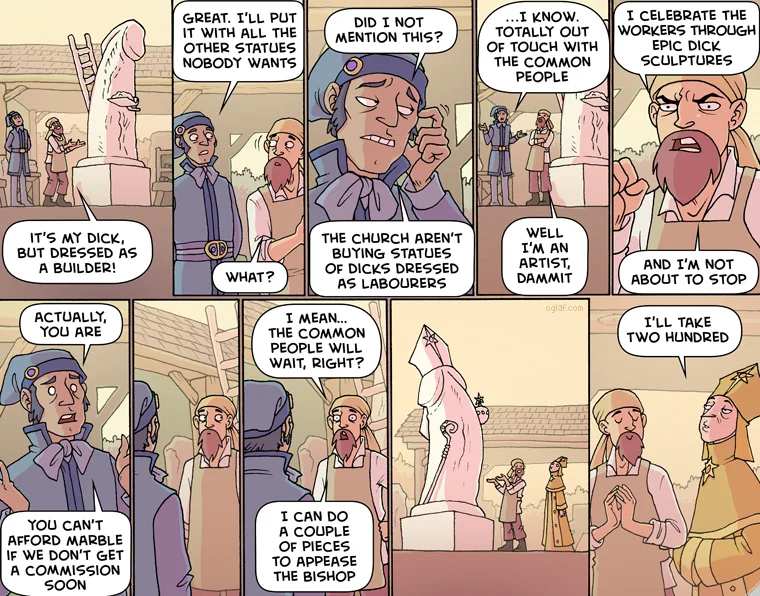 IT'S MY DICK,
BUT DRESSED AS
A BUILDER!
GREAT. I'LL PUT
IT WITH ALL THE
OTHER STATUES
NOBODY WANTS
WHAT?
DID I NOT
MENTION THIS?
THE CHURCH AREN'T
BUYING STATUES
OF DICKS DRESSED
AS LABOURERS
...I KNOW.
TOTALLY OUT
OF TOUCH WITH
THE COMMON
PEOPLE
WELL
I'M AN
ARTIST,
DAMMIT
I CELEBRATE THE
WORKERS THROUGH
EPIC DICK
SCULPTURES
AND I'M NOT
ABOUT TO STOP
ACTUALLY,
YOU ARE
YOU CAN'T
AFFORD MARBLE
IF WE DON'T GET
A COMMISSION
SOON
I MEAN...
THE COMMON
PEOPLE WILL
WAIT, RIGHT?
I CAN DO
A COUPLE
OF PIECES
TO APPEASE
THE BISHOP
oglaf.com
I'LL TAKE
TWO HUNDRED